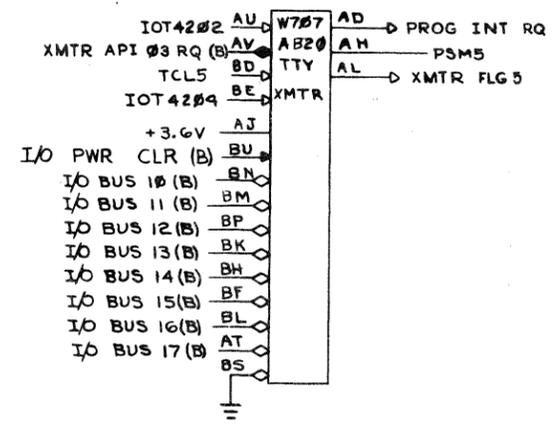 IOT4202 AU W707 AD PROG INT RQ
XMTR API 03 RQ (B) AV AB20 AH PSM5
TCL5 BD TTY AL XMTR FLG 5
IOT4204 BE XMTR
+3.6V AJ
I/O PWR CLR (B) BU
I/O BUS 10 (B) BN
I/O BUS 11 (B) BM
I/O BUS 12 (B) BP
I/O BUS 13 (B) BK
I/O BUS 14 (B) BH
I/O BUS 15 (B) BF
I/O BUS 16 (B) BL
I/O BUS 17 (B) AT
BS